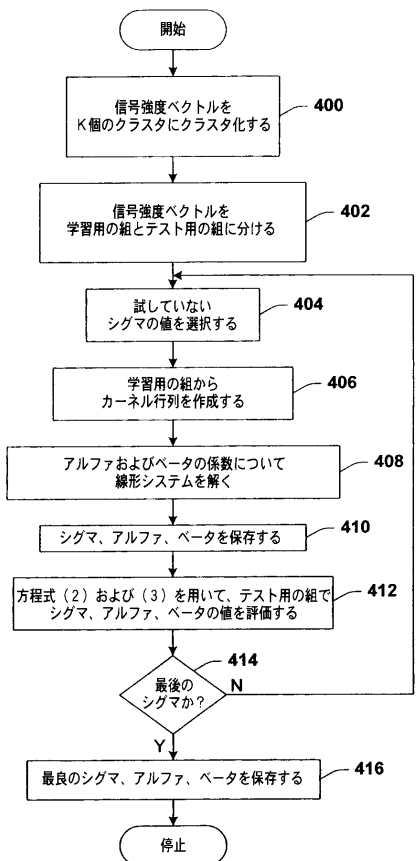 開始
信号強度ベクトルを
K個のクラスタにクラスタ化する
400
信号強度ベクトルを
学習用の組とテスト用の組に分ける
402
試していない
シグマの値を選択する
404
学習用の組から
カーネル行列を作成する
406
アルファおよびベータの係数について
線形システムを解く
408
シグマ、アルファ、ベータを保存する
410
方程式(2)および(3)を用いて、テスト用の組で
シグマ、アルファ、ベータの値を評価する
412
414
最後の
シグマか?
N
Y
最良のシグマ、アルファ、ベータを保存する
416
停止